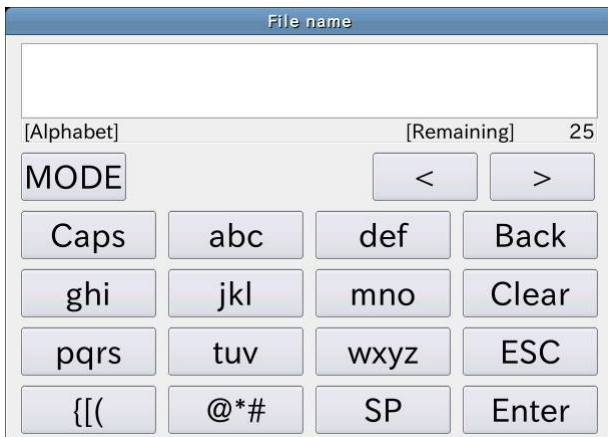 File name
[Alphabet] [Remaining] 25
MODE < >
Caps abc def Back
ghi jkl mno Clear
pqrs tuv wxyz ESC
{[( @*# SP Enter